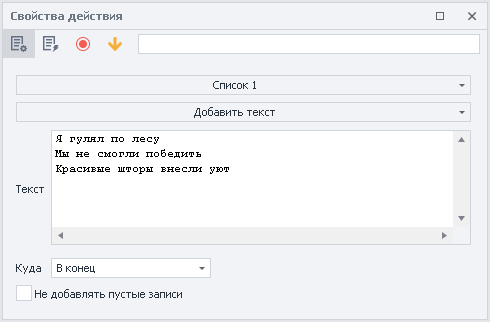 Свойства действия
Список 1
Добавить текст
Текст
Я гулял по лесу
Мы не смогли победить
Красивые шторы внесли уют
Куда
В конец
Не добавлять пустые записи